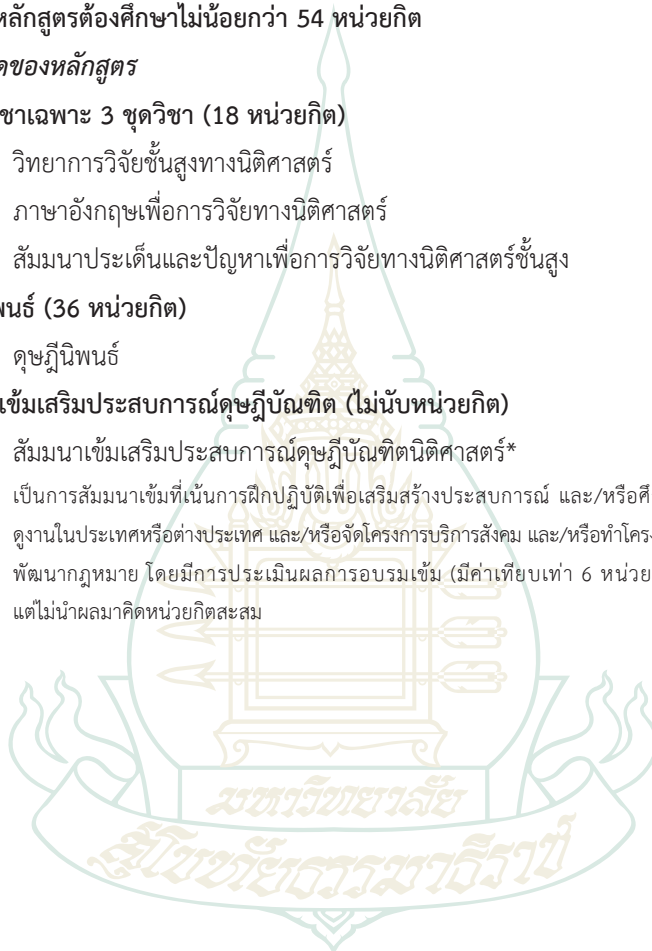 หลักสูตรต้องศึกษาไม่น้อยกว่า 54 หน่วยกิต
ของหลักสูตร
ชาเฉพาะ 3 ชุดวิชา (18 หน่วยกิต)
วิทยาการวิจัยชั้นสูงทางนิติศาสตร์
ภาษาอังกฤษเพื่อการวิจัยทางนิติศาสตร์
สัมมนาประเด็นและปัญหาเพื่อการวิจัยทางนิติศาสตร์ชั้นสูง
พนธ์ (36 หน่วยกิต)
ดุษฎีนิพนธ์
เข้มเสริมประสบการณ์ดุษฎีบัณฑิต (ไม่นับหน่วยกิต)
สัมมนาเข้มเสริมประสบการณ์ดุษฎีบัณฑิตนิติศาสตร์*
เป็นการสัมมนาเข้มที่เน้นการฝึกปฏิบัติเพื่อเสริมสร้างประสบการณ์ และ/หรือศึ
ดูงานในประเทศหรือต่างประเทศ และ/หรือจัดโครงการบริการสังคม และ/หรือทำโครง
พัฒนากฎหมาย โดยมีการประเมินผลการอบรมเข้ม (มีค่าเทียบเท่า 6 หน่วย
แต่ไม่นำผลมาคิดหน่วยกิตสะสม
มหาวิทยาลัย
สุโขทัยธรรมาธิราช